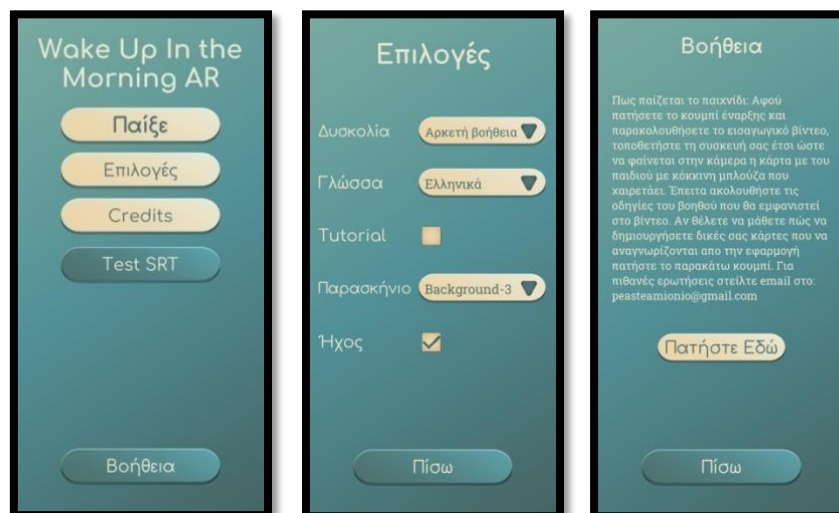 Wake Up In the
Morning AR
Παίξε
Επιλογές
Credits
Test SRT
Βοήθεια
Επιλογές
Δυσκολία Αρκετή βοήθεια
Γλώσσα Ελληνικά
Tutorial
Παρασκήνιο Background-3
Ήχος
Πίσω
Βοήθεια
Πως παίζεται το παιχνίδι: Αφού
πατήσετε το κουμπί έναρξης και
παρακολουθήσετε το εισαγωγικό βίντεο,
τοποθετήστε τη συσκευή σας έτσι ώστε
να φαίνεται στην κάμερα η κάρτα με του
παιδιού με κόκκινη μπλούζα που
χαιρετάει. Έπειτα ακολουθήστε τις
οδηγίες του βοηθού που θα εμφανιστεί
στο βίντεο. Αν θέλετε να μάθετε πώς να
δημιουργήσετε δικές σας κάρτες που να
αναγνωρίζονται απο την εφαρμογή
πατήστε το παρακάτω κουμπί. Για
πιθανές ερωτήσεις στείλτε email στο:
peasteamionio@gmail.com
Πατήστε Εδώ
Πίσω